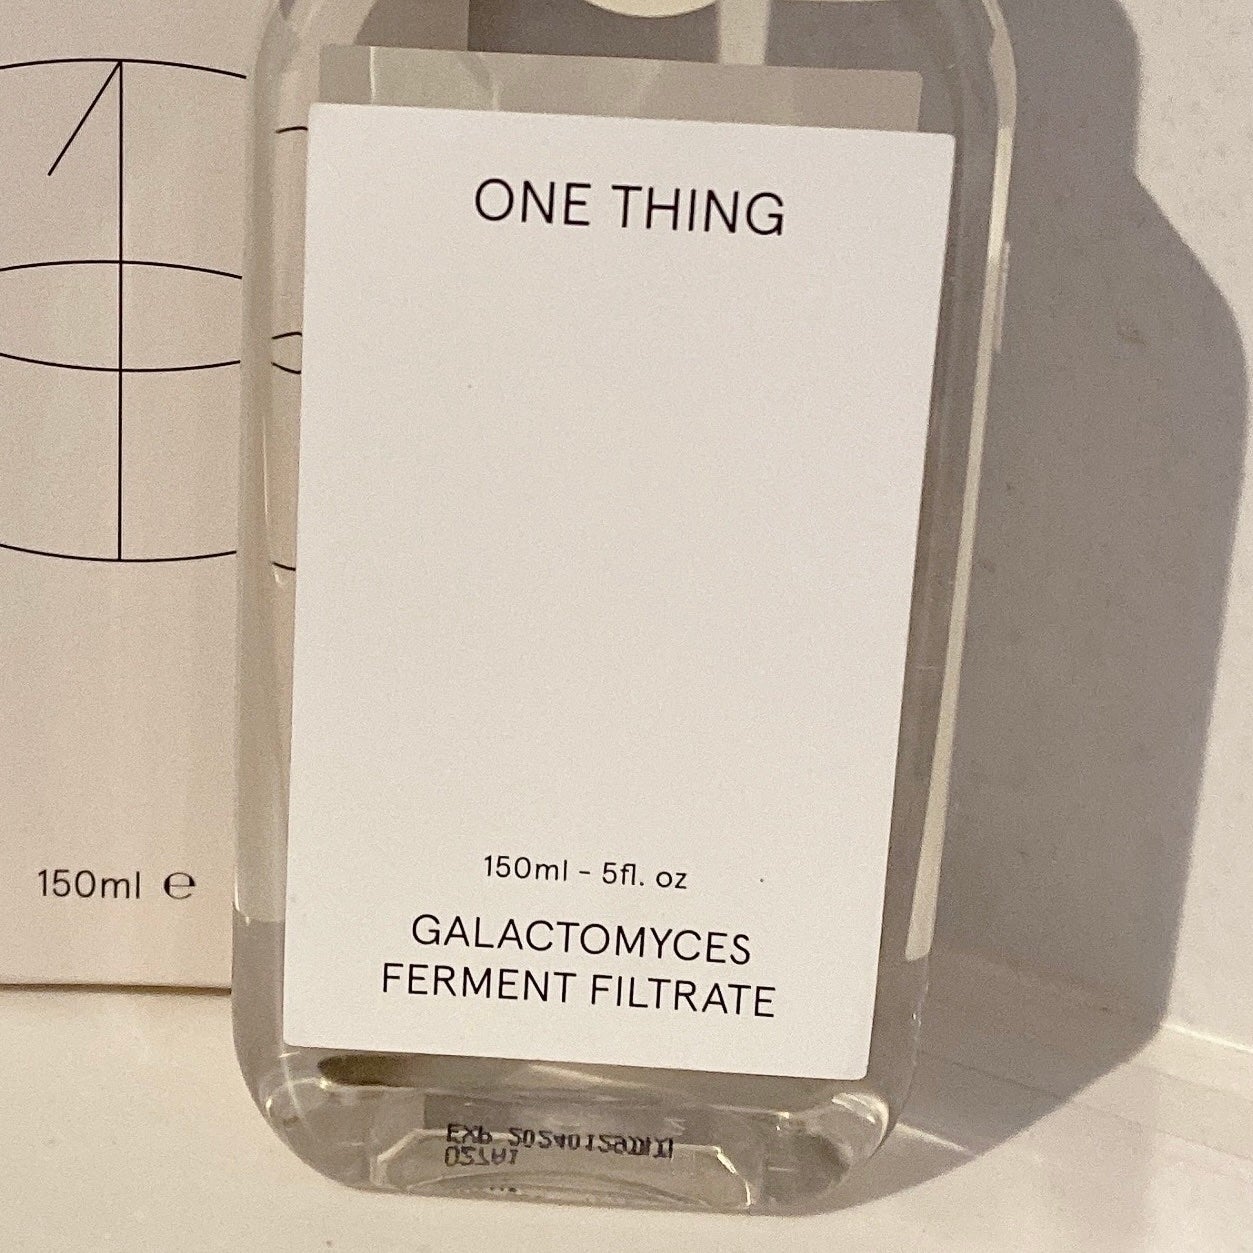 ONE THING
150ml - 5fl. oz
GALACTOMYCES
FERMENT FILTRATE
150ml ℮